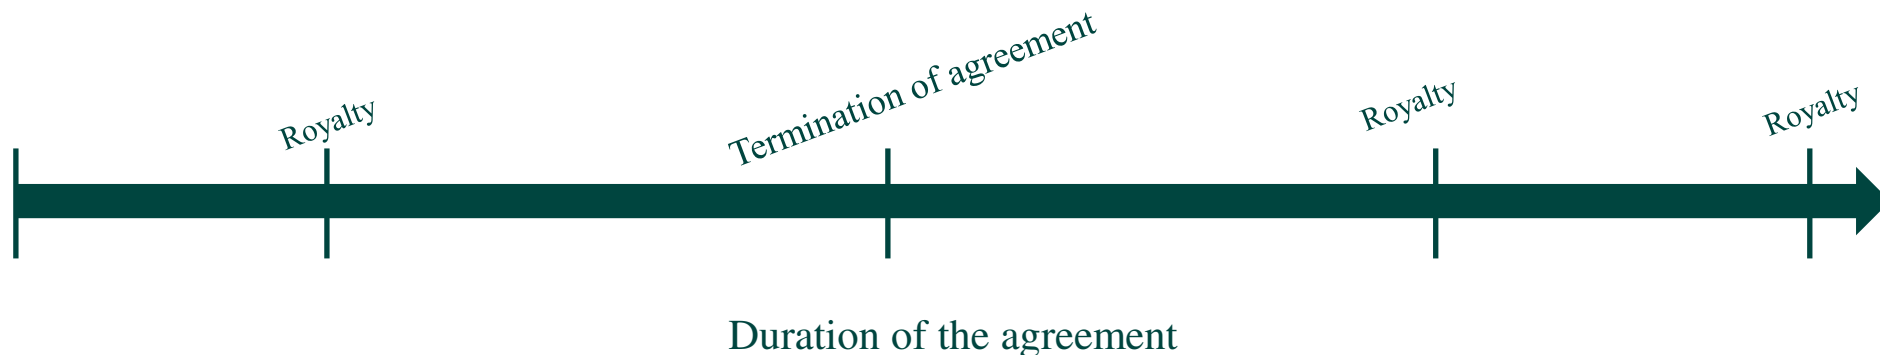 Royalty
Termination of agreement
Royalty
Royalty
Duration of the agreement